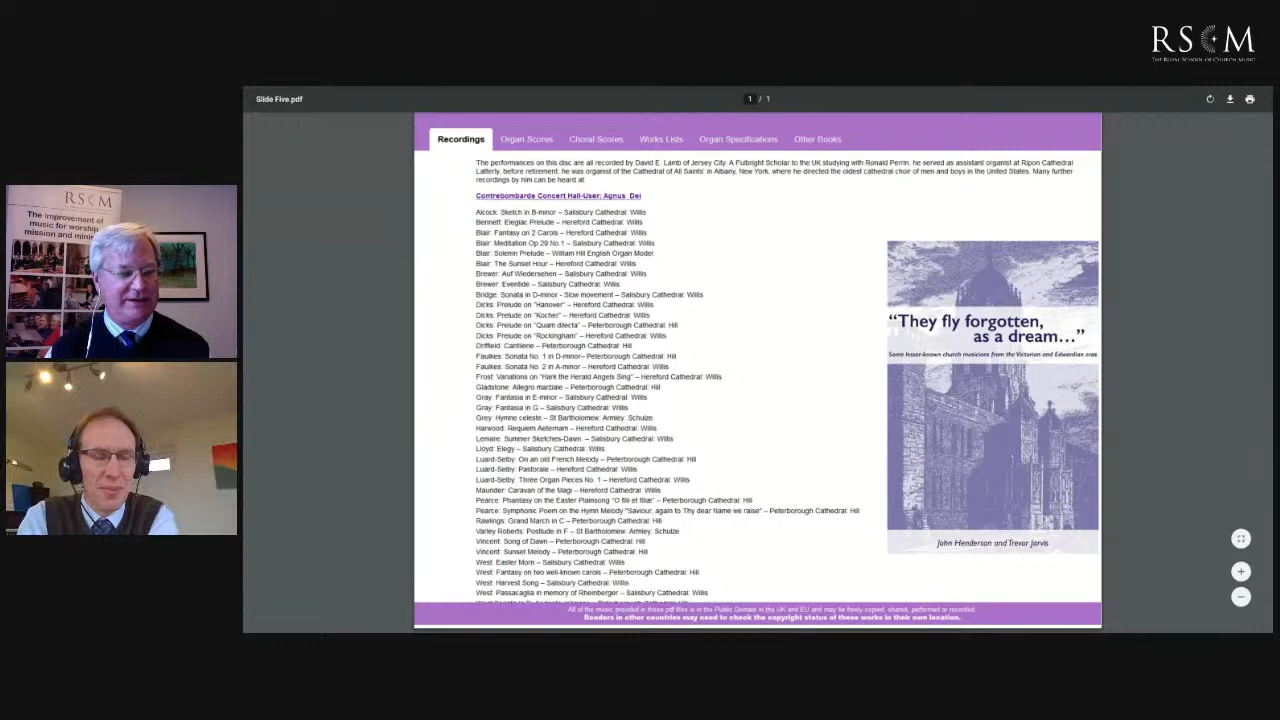 RSCM
THE ROYAL SCHOOL OF CHURCH MUSIC
Slide Five.pdf
1 / 1
Recordings
Organ Scores
Choral Scores
Works Lists
Organ Specifications
Other Books
The performances on this disc are all recorded by David E. Lamb of Jersey City. A Fulbright Scholar to the UK studying with Ronald Perrin, he served as assistant organist at Ripon Cathedral
Latterly, before retirement, he was organist of the Cathedral of All Saints' in Albany, New York, where he directed the oldest cathedral choir of men and boys in the United States. Many further
recordings by him can be heard at:
Contrebombarde Concert Hall-User: Agnus_Dei
Alcock: Sketch in B-minor – Salisbury Cathedral: Willis
Bennett: Elegiac Prelude – Hereford Cathedral: Willis
Blair: Fantasy on 2 Carols – Hereford Cathedral: Willis
Blair: Meditation Op.29 No.1 – Salisbury Cathedral: Willis
Blair: Solemn Prelude – William Hill English Organ Model
Blair: The Sunset Hour – Hereford Cathedral: Willis
Brewer: Auf Wiedersehen – Salisbury Cathedral: Willis
Brewer: Eventide – Salisbury Cathedral: Willis
Bridge: Sonata in D-minor - Slow movement – Salisbury Cathedral: Willis
Dicks: Prelude on "Hanover" – Hereford Cathedral: Willis
Dicks: Prelude on "Kocher" – Hereford Cathedral: Willis
Dicks: Prelude on "Quam dilecta" – Peterborough Cathedral: Hill
Dicks: Prelude on "Rockingham" – Hereford Cathedral: Willis
Driffield: Cantilène – Peterborough Cathedral: Hill
Faulkes: Sonata No. 1 in D-minor– Peterborough Cathedral: Hill
Faulkes: Sonata No. 2 in A-minor – Hereford Cathedral: Willis
Frost: Variations on "Hark the Herald Angels Sing" – Hereford Cathedral: Willis
Gladstone: Allegro marziale – Peterborough Cathedral: Hill
Gray: Fantasia in E-minor – Salisbury Cathedral: Willis
Gray: Fantasia in G – Salisbury Cathedral: Willis
Grey: Hymne celeste – St Bartholomew: Armley. Schulze
Harwood: Requiem Aeternam – Hereford Cathedral: Willis
Lemare: Summer Sketches-Dawn – Salisbury Cathedral: Willis
Lloyd: Elegy – Salisbury Cathedral: Willis
Luard-Selby: On an old French Melody – Peterborough Cathedral: Hill
Luard-Selby: Pastorale – Hereford Cathedral: Willis
Luard-Selby: Three Organ Pieces No. 1 – Hereford Cathedral: Willis
Maunder: Caravan of the Magi – Hereford Cathedral: Willis
Pearce: Phantasy on the Easter Plainsong "O filii et filiæ" – Peterborough Cathedral: Hill
Pearce: Symphonic Poem on the Hymn Melody "Saviour, again to Thy dear Name we raise" – Peterborough Cathedral: Hill
Rawlings: Grand March in C – Peterborough Cathedral: Hill
Varley Roberts: Postlude in F – St Bartholomew: Armley. Schulze
Vincent: Song of Dawn – Peterborough Cathedral: Hill
Vincent: Sunset Melody – Peterborough Cathedral: Hill
West: Easter Morn – Salisbury Cathedral: Willis
West: Fantasy on two well-known carols – Peterborough Cathedral: Hill
West: Harvest Song – Salisbury Cathedral: Willis
West: Passacaglia in memory of Rheinberger – Salisbury Cathedral: Willis
"They fly forgotten,
as a dream…"
Some lesser-known church musicians from the Victorian and Edwardian eras
John Henderson and Trevor Jarvis
All of the music provided in these pdf files is in the Public Domain in the UK and EU and may be freely copied, shared, performed or recorded.
Readers in other countries may need to check the copyright status of these works in their own location.
RSCM
The improvement of
music for worship
mission and mini